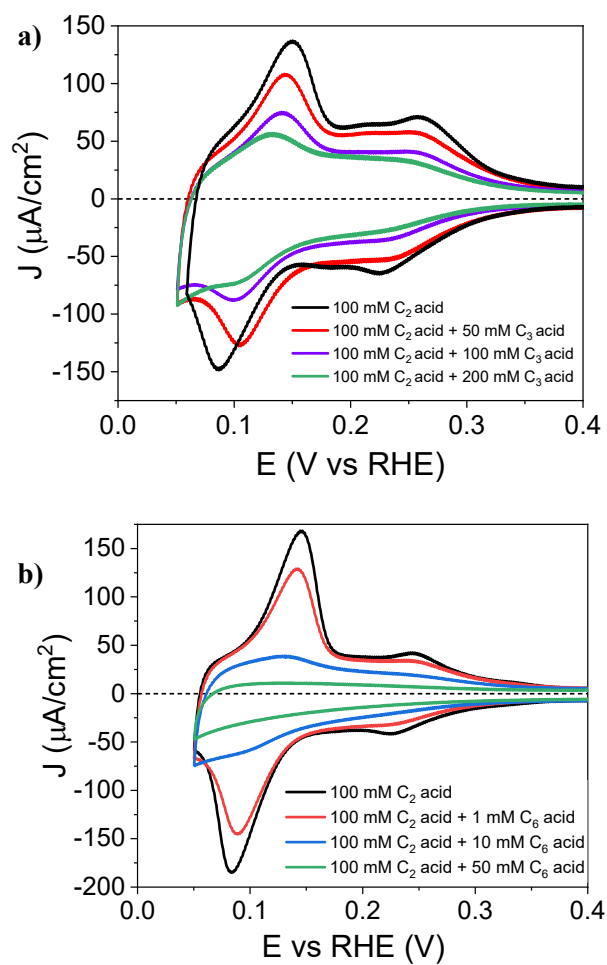 a)
150
100
50
0
-50
-100
-150
J (μA/cm²)
100 mM C₂ acid
100 mM C₂ acid + 50 mM C₃ acid
100 mM C₂ acid + 100 mM C₃ acid
100 mM C₂ acid + 200 mM C₃ acid
0.0 0.1 0.2 0.3 0.4
E (V vs RHE)
b)
150
100
50
0
-50
-100
-150
-200
J (μA/cm²)
100 mM C₂ acid
100 mM C₂ acid + 1 mM C₆ acid
100 mM C₂ acid + 10 mM C₆ acid
100 mM C₂ acid + 50 mM C₆ acid
0.0 0.1 0.2 0.3 0.4
E vs RHE (V)